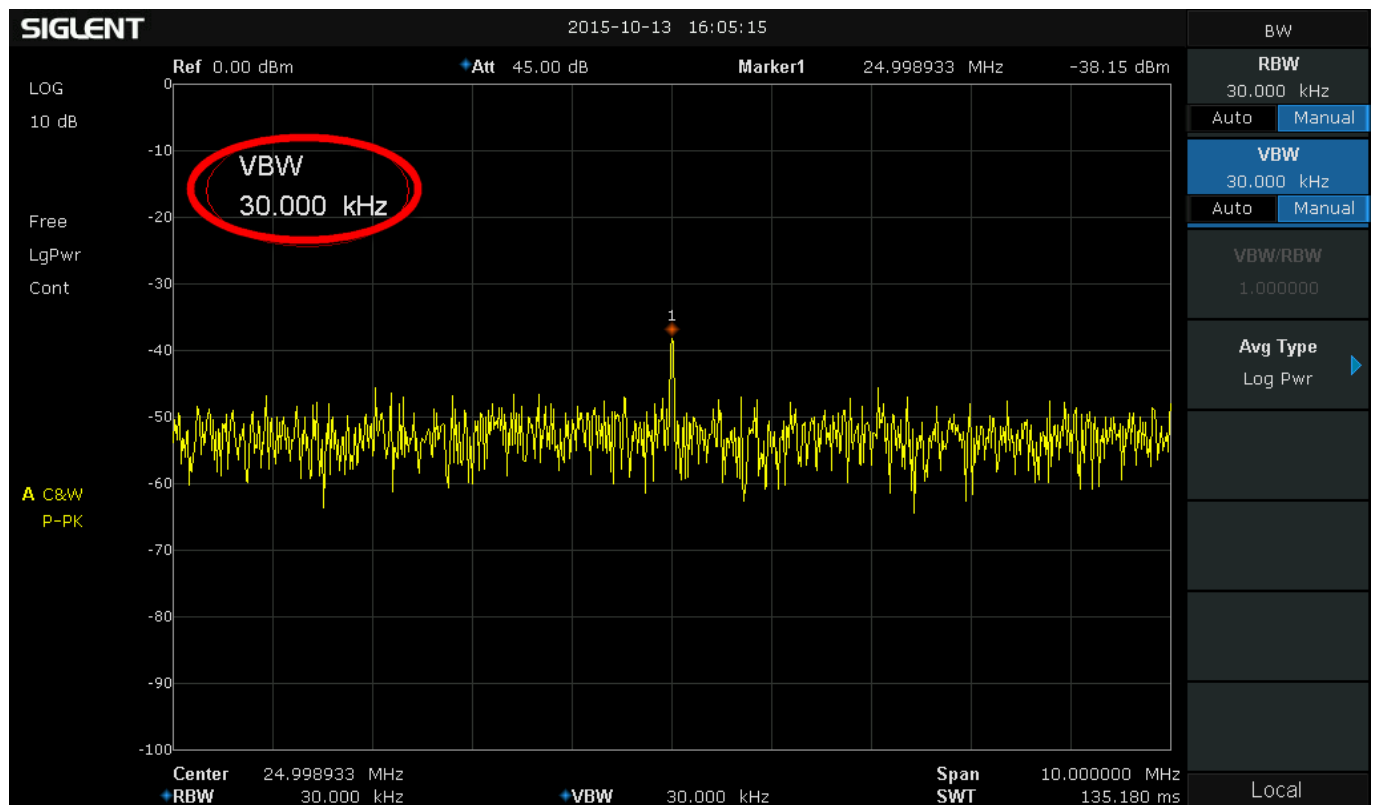 SIGLENT 2015-10-13 16:05:15 BW
Ref 0.00 dBm Att 45.00 dB Marker1 24.998933 MHz -38.15 dBm
RBW
30.000 kHz
Auto Manual
VBW
30.000 kHz
Auto Manual
VBW/RBW
1.000000
Avg Type
Log Pwr
Local
LOG
10 dB
Free
LgPwr
Cont
A C&W
P-PK
0
-10
-20
-30
-40
-50
-60
-70
-80
-90
-100
VBW
30.000 kHz
1
Center 24.998933 MHz Span 10.000000 MHz
RBW 30.000 kHz VBW 30.000 kHz SWT 135.180 ms